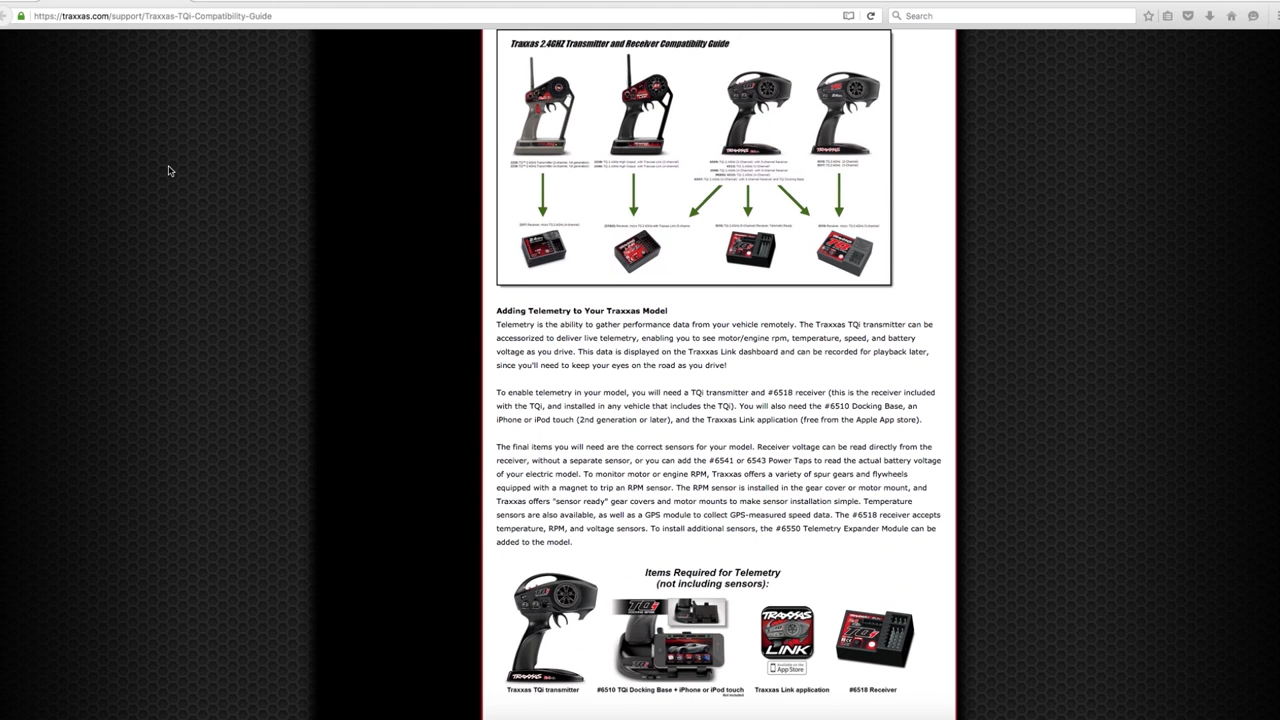 https://traxxas.com/support/Traxxas-TQi-Compatibility-Guide
Search
Traxxas 2.4GHZ Transmitter and Receiver Compatibilty Guide
Adding Telemetry to Your Traxxas Model
Telemetry is the ability to gather performance data from your vehicle remotely. The Traxxas TQi transmitter can be
accessorized to deliver live telemetry, enabling you to see motor/engine rpm, temperature, speed, and battery
voltage as you drive. This data is displayed on the Traxxas Link dashboard and can be recorded for playback later,
since you'll need to keep your eyes on the road as you drive!
To enable telemetry in your model, you will need a TQi transmitter and #6518 receiver (this is the receiver included
with the TQi, and installed in any vehicle that includes the TQi). You will also need the #6510 Docking Base, an
iPhone or iPod touch (2nd generation or later), and the Traxxas Link application (free from the Apple App store).
The final items you will need are the correct sensors for your model. Receiver voltage can be read directly from the
receiver, without a separate sensor, or you can add the #6541 or 6543 Power Taps to read the actual battery voltage
of your electric model. To monitor motor or engine RPM, Traxxas offers a variety of spur gears and flywheels
equipped with a magnet to trip an RPM sensor. The RPM sensor is installed in the gear cover or motor mount, and
Traxxas offers "sensor ready" gear covers and motor mounts to make sensor installation simple. Temperature
sensors are also available, as well as a GPS module to collect GPS-measured speed data. The #6518 receiver accepts
temperature, RPM, and voltage sensors. To install additional sensors, the #6550 Telemetry Expander Module can be
added to the model.
Items Required for Telemetry
(not including sensors):
TQi
TRAXXAS
LINK
Available on the
App Store
TQi
TRAXXAS
Traxxas TQi transmitter
#6510 TQi Docking Base + iPhone or iPod touch
Not included
Traxxas Link application
#6518 Receiver